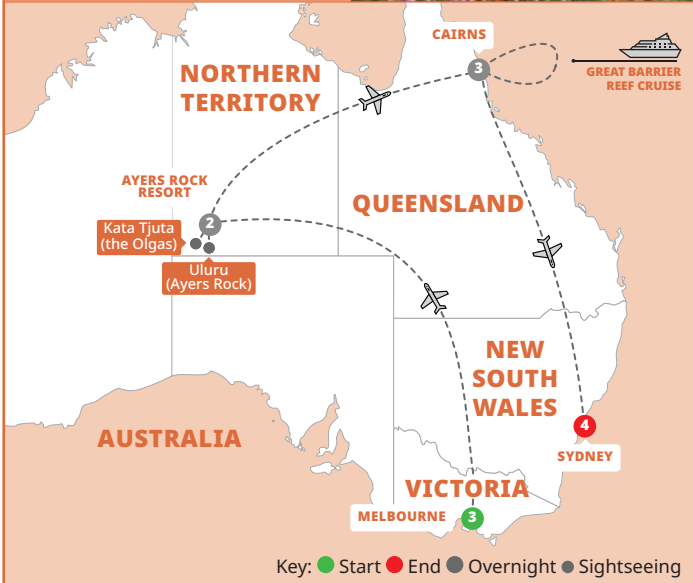 CAIRNS
3
GREAT BARRIER
REEF CRUISE
NORTHERN
TERRITORY
AYERS ROCK
RESORT
2
Kata Tjuta
(the Olgas)
Uluru
(Ayers Rock)
QUEENSLAND
NEW
SOUTH
WALES
4
SYDNEY
AUSTRALIA
VICTORIA
MELBOURNE
3
Key: Start End Overnight Sightseeing